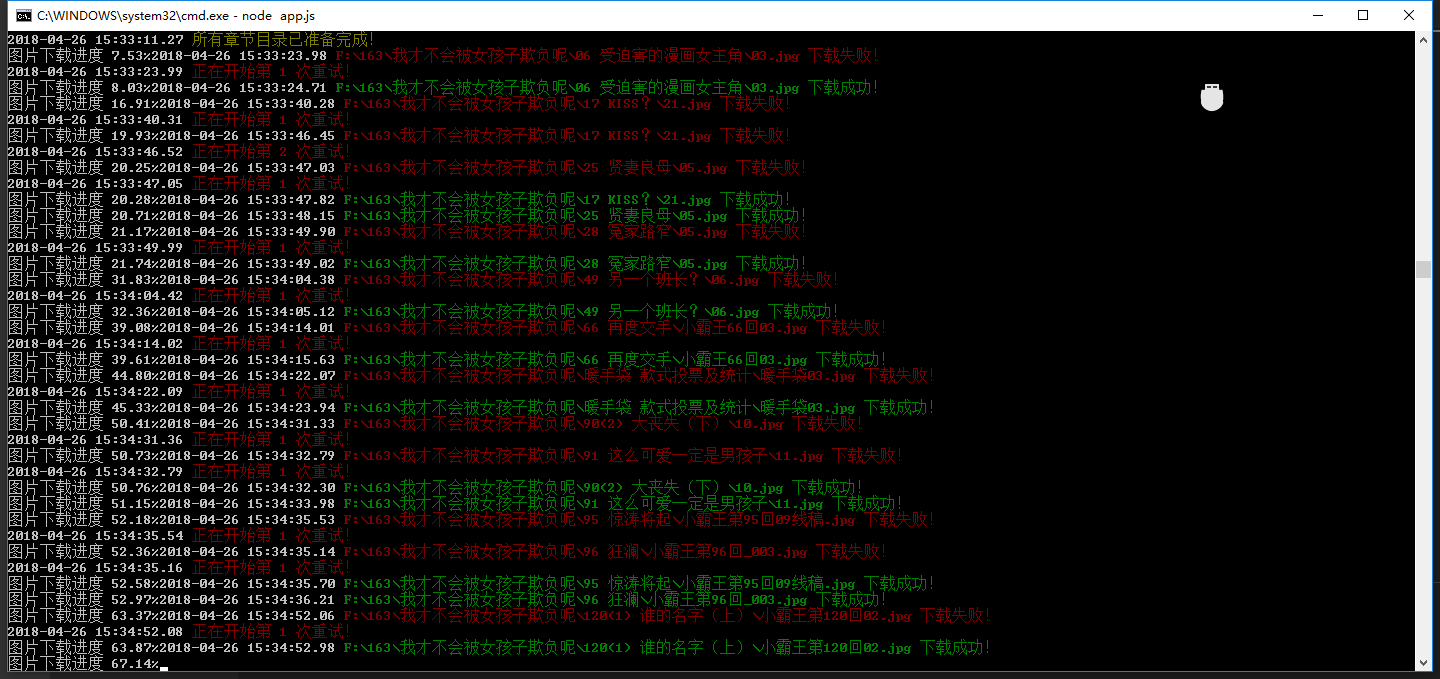 C:\WINDOWS\system32\cmd.exe - node  app.js
2018-04-26 15:33:11.27 所有章节目录已准备完成!
图片下载进度 7.53%2018-04-26 15:33:23.98 F:\163\我才不会被女孩子欺负呢\06 受迫害的漫画女主角\03.jpg 下载失败!
2018-04-26 15:33:23.99 正在开始第 1 次重试!
图片下载进度 8.03%2018-04-26 15:33:24.71 F:\163\我才不会被女孩子欺负呢\06 受迫害的漫画女主角\03.jpg 下载成功!
图片下载进度 16.91%2018-04-26 15:33:40.28 F:\163\我才不会被女孩子欺负呢\17 KISS？\21.jpg 下载失败!
2018-04-26 15:33:40.31 正在开始第 1 次重试!
图片下载进度 19.93%2018-04-26 15:33:46.45 F:\163\我才不会被女孩子欺负呢\17 KISS？\21.jpg 下载失败!
2018-04-26 15:33:46.52 正在开始第 2 次重试!
图片下载进度 20.25%2018-04-26 15:33:47.03 F:\163\我才不会被女孩子欺负呢\25 贤妻良母\05.jpg 下载失败!
2018-04-26 15:33:47.05 正在开始第 1 次重试!
图片下载进度 20.28%2018-04-26 15:33:47.82 F:\163\我才不会被女孩子欺负呢\17 KISS？\21.jpg 下载成功!
图片下载进度 20.71%2018-04-26 15:33:48.15 F:\163\我才不会被女孩子欺负呢\25 贤妻良母\05.jpg 下载成功!
图片下载进度 21.17%2018-04-26 15:33:49.90 F:\163\我才不会被女孩子欺负呢\28 冤家路窄\05.jpg 下载失败!
2018-04-26 15:33:49.99 正在开始第 1 次重试!
图片下载进度 21.74%2018-04-26 15:33:49.02 F:\163\我才不会被女孩子欺负呢\28 冤家路窄\05.jpg 下载成功!
图片下载进度 31.83%2018-04-26 15:34:04.38 F:\163\我才不会被女孩子欺负呢\49 另一个班长？\06.jpg 下载失败!
2018-04-26 15:34:04.42 正在开始第 1 次重试!
图片下载进度 32.36%2018-04-26 15:34:05.12 F:\163\我才不会被女孩子欺负呢\49 另一个班长？\06.jpg 下载成功!
图片下载进度 39.08%2018-04-26 15:34:14.01 F:\163\我才不会被女孩子欺负呢\66 再度交手\小霸王66回03.jpg 下载失败!
2018-04-26 15:34:14.02 正在开始第 1 次重试!
图片下载进度 39.61%2018-04-26 15:34:15.63 F:\163\我才不会被女孩子欺负呢\66 再度交手\小霸王66回03.jpg 下载成功!
图片下载进度 44.80%2018-04-26 15:34:22.07 F:\163\我才不会被女孩子欺负呢\暖手袋 款式投票及统计\暖手袋03.jpg 下载失败!
2018-04-26 15:34:22.09 正在开始第 1 次重试!
图片下载进度 45.33%2018-04-26 15:34:23.94 F:\163\我才不会被女孩子欺负呢\暖手袋 款式投票及统计\暖手袋03.jpg 下载成功!
图片下载进度 50.41%2018-04-26 15:34:31.33 F:\163\我才不会被女孩子欺负呢\90(2) 大丧失（下）\10.jpg 下载失败!
2018-04-26 15:34:31.36 正在开始第 1 次重试!
图片下载进度 50.73%2018-04-26 15:34:32.79 F:\163\我才不会被女孩子欺负呢\91 这么可爱一定是男孩子\11.jpg 下载失败!
2018-04-26 15:34:32.79 正在开始第 1 次重试!
图片下载进度 50.76%2018-04-26 15:34:32.30 F:\163\我才不会被女孩子欺负呢\90(2) 大丧失（下）\10.jpg 下载成功!
图片下载进度 51.15%2018-04-26 15:34:33.98 F:\163\我才不会被女孩子欺负呢\91 这么可爱一定是男孩子\11.jpg 下载成功!
图片下载进度 52.18%2018-04-26 15:34:35.53 F:\163\我才不会被女孩子欺负呢\95 惊涛将起\小霸王第95回09线稿.jpg 下载失败!
2018-04-26 15:34:35.54 正在开始第 1 次重试!
图片下载进度 52.36%2018-04-26 15:34:35.14 F:\163\我才不会被女孩子欺负呢\96 狂澜\小霸王第96回_003.jpg 下载失败!
2018-04-26 15:34:35.16 正在开始第 1 次重试!
图片下载进度 52.58%2018-04-26 15:34:35.70 F:\163\我才不会被女孩子欺负呢\95 惊涛将起\小霸王第95回09线稿.jpg 下载成功!
图片下载进度 52.97%2018-04-26 15:34:36.21 F:\163\我才不会被女孩子欺负呢\96 狂澜\小霸王第96回_003.jpg 下载成功!
图片下载进度 63.37%2018-04-26 15:34:52.06 F:\163\我才不会被女孩子欺负呢\120(1) 谁的名字（上）\小霸王第120回02.jpg 下载失败!
2018-04-26 15:34:52.08 正在开始第 1 次重试!
图片下载进度 63.87%2018-04-26 15:34:52.98 F:\163\我才不会被女孩子欺负呢\120(1) 谁的名字（上）\小霸王第120回02.jpg 下载成功!
图片下载进度 67.14%